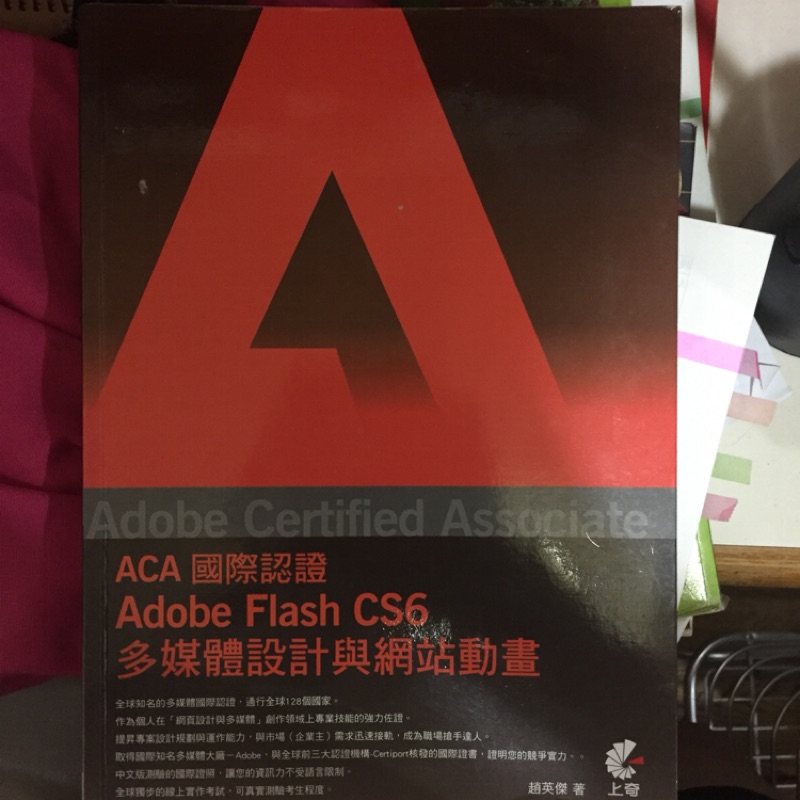 Adobe Certified Associate
ACA 國際認證
Adobe Flash CS6
多媒體設計與網站動畫
全球知名的多媒體國際認證，通行全球128個國家。
作為個人在「網頁設計與多媒體」創作領域上專業技能的強力佐證。
提昇專案設計規劃與運作能力，與市場（企業主）需求迅速接軌，成為職場搶手達人。
取得國際知名多媒體大廠－Adobe，與全球前三大認證機構-Certiport核發的國際證書，證明您的競爭實力。
中文版測驗的國際證照，讓您的資訊力不受語言限制。
全球獨步的線上實作考試，可真實測驗考生程度。
趙英傑 著
上奇